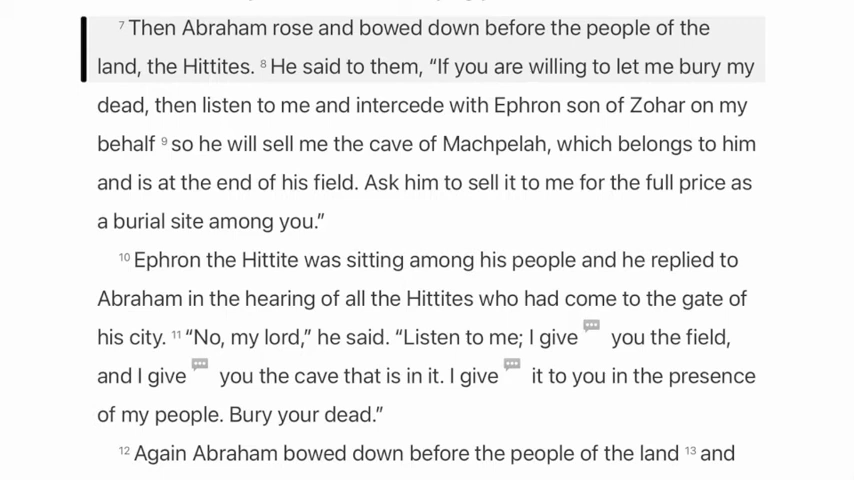 7 Then Abraham rose and bowed down before the people of the
land, the Hittites. 8 He said to them, “If you are willing to let me bury my
dead, then listen to me and intercede with Ephron son of Zohar on my
behalf 9 so he will sell me the cave of Machpelah, which belongs to him
and is at the end of his field. Ask him to sell it to me for the full price as
a burial site among you.”
10 Ephron the Hittite was sitting among his people and he replied to
Abraham in the hearing of all the Hittites who had come to the gate of
his city. 11 “No, my lord,” he said. “Listen to me; I give you the field,
and I give you the cave that is in it. I give it to you in the presence
of my people. Bury your dead.”
12 Again Abraham bowed down before the people of the land 13 and